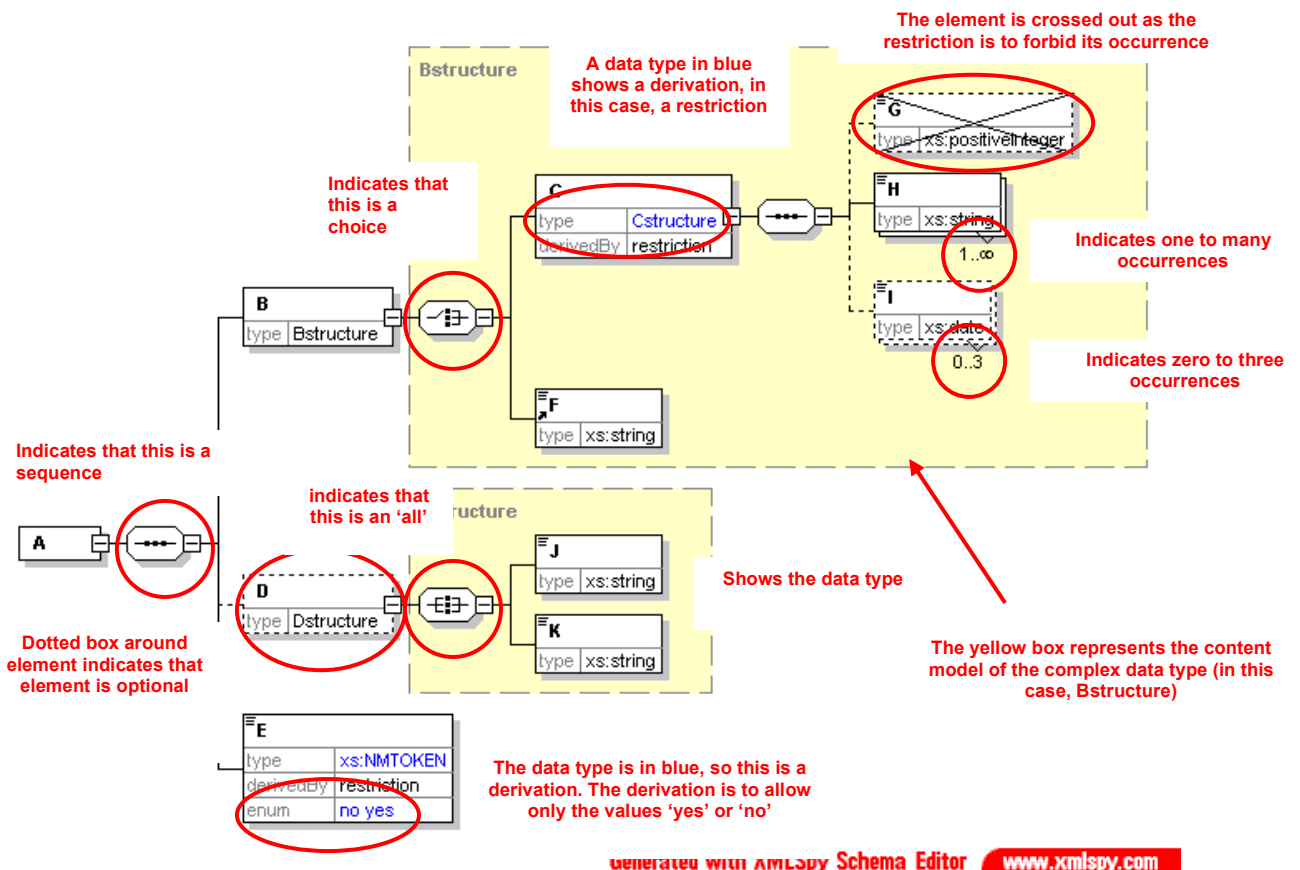 The element is crossed out as the
restriction is to forbid its occurrence
Bstructure
A data type in blue
shows a derivation, in
this case, a restriction
G
type xs:positiveInteger
Indicates that
this is a
choice
C
type Cstructure
derivedBy restriction
H
type xs:string
1..∞
Indicates one to many
occurrences
B
type Bstructure
I
type xs:date
0..3
Indicates zero to three
occurrences
F
type xs:string
Indicates that this is a
sequence
indicates that
this is an ‘all’
ucture
A
J
type xs:string
Shows the data type
D
type Dstructure
K
type xs:string
Dotted box around
element indicates that
element is optional
The yellow box represents the content
model of the complex data type (in this
case, Bstructure)
E
type xs:NMTOKEN
derivedBy restriction
enum no yes
The data type is in blue, so this is a
derivation. The derivation is to allow
only the values ‘yes’ or ‘no’
Generated with XMLSpy Schema Editor www.xmlspy.com